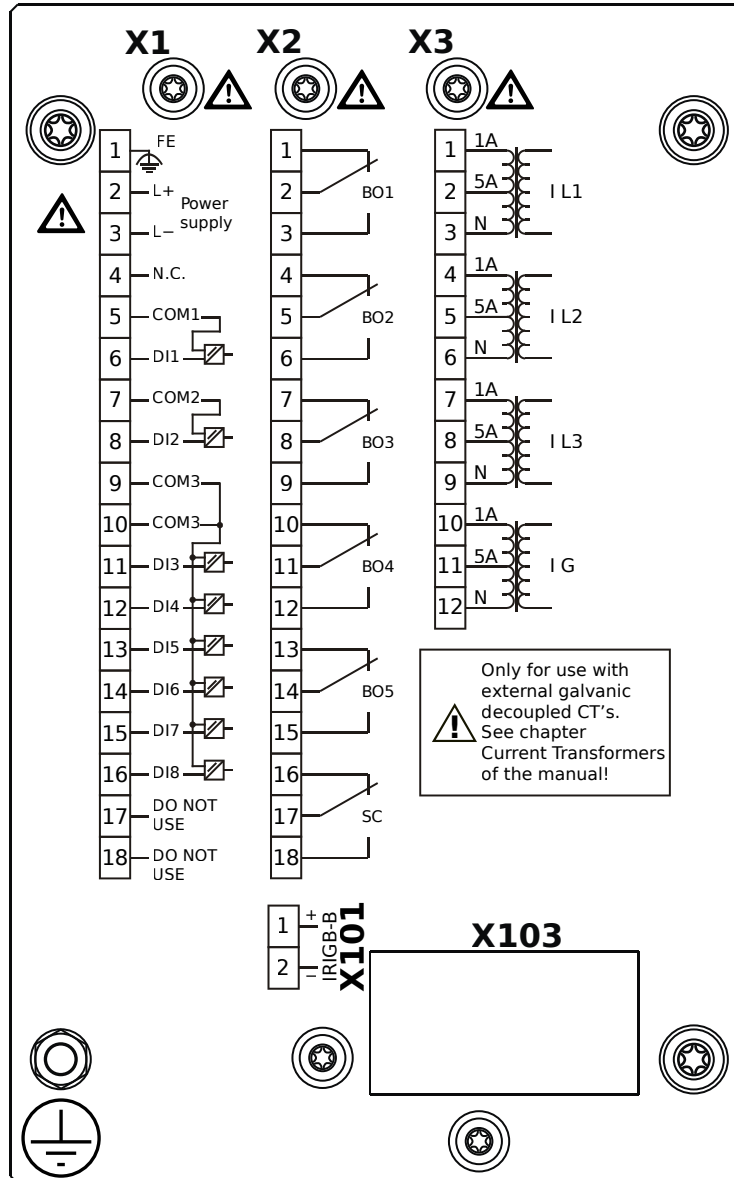 X1
X2
X3
1 FE
2 L+
3 L−
Power
supply
4 N.C.
5 COM1
6 DI1
7 COM2
8 DI2
9 COM3
10 COM3
11 DI3
12 DI4
13 DI5
14 DI6
15 DI7
16 DI8
17 DO NOT
USE
18 DO NOT
USE
1
2 BO1
3
4
5 BO2
6
7
8 BO3
9
10
11 BO4
12
13
14 BO5
15
16
17 SC
18
1 1A
2 5A I L1
3 N
4 1A
5 5A I L2
6 N
7 1A
8 5A I L3
9 N
10 1A
11 5A I G
12 N
Only for use with
external galvanic
decoupled CT’s.
See chapter
Current Transformers
of the manual!
1 +
2 −
IRIGB-B
X101
X103